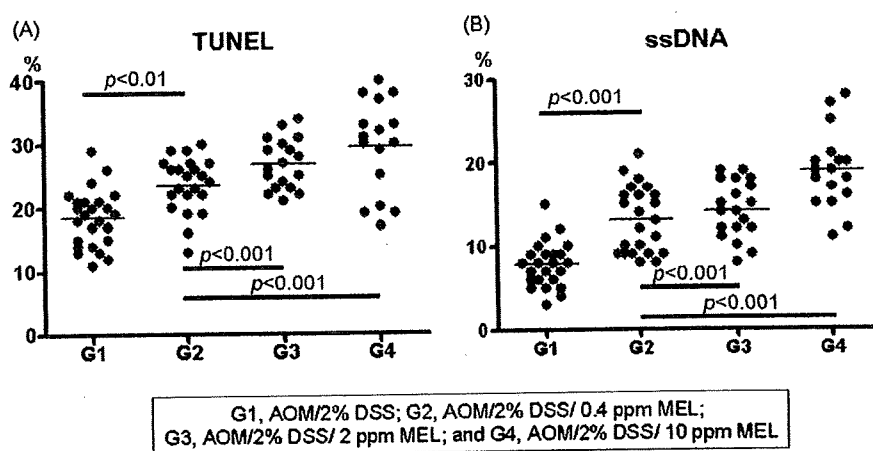 (A)
TUNEL
%
40
30
20
10
0
p<0.01
p<0.001
p<0.001
G1 G2 G3 G4
(B)
ssDNA
%
30
20
10
0
p<0.001
p<0.001
p<0.001
G1 G2 G3 G4
G1, AOM/2% DSS; G2, AOM/2% DSS/ 0.4 ppm MEL;
G3, AOM/2% DSS/ 2 ppm MEL; and G4, AOM/2% DSS/ 10 ppm MEL